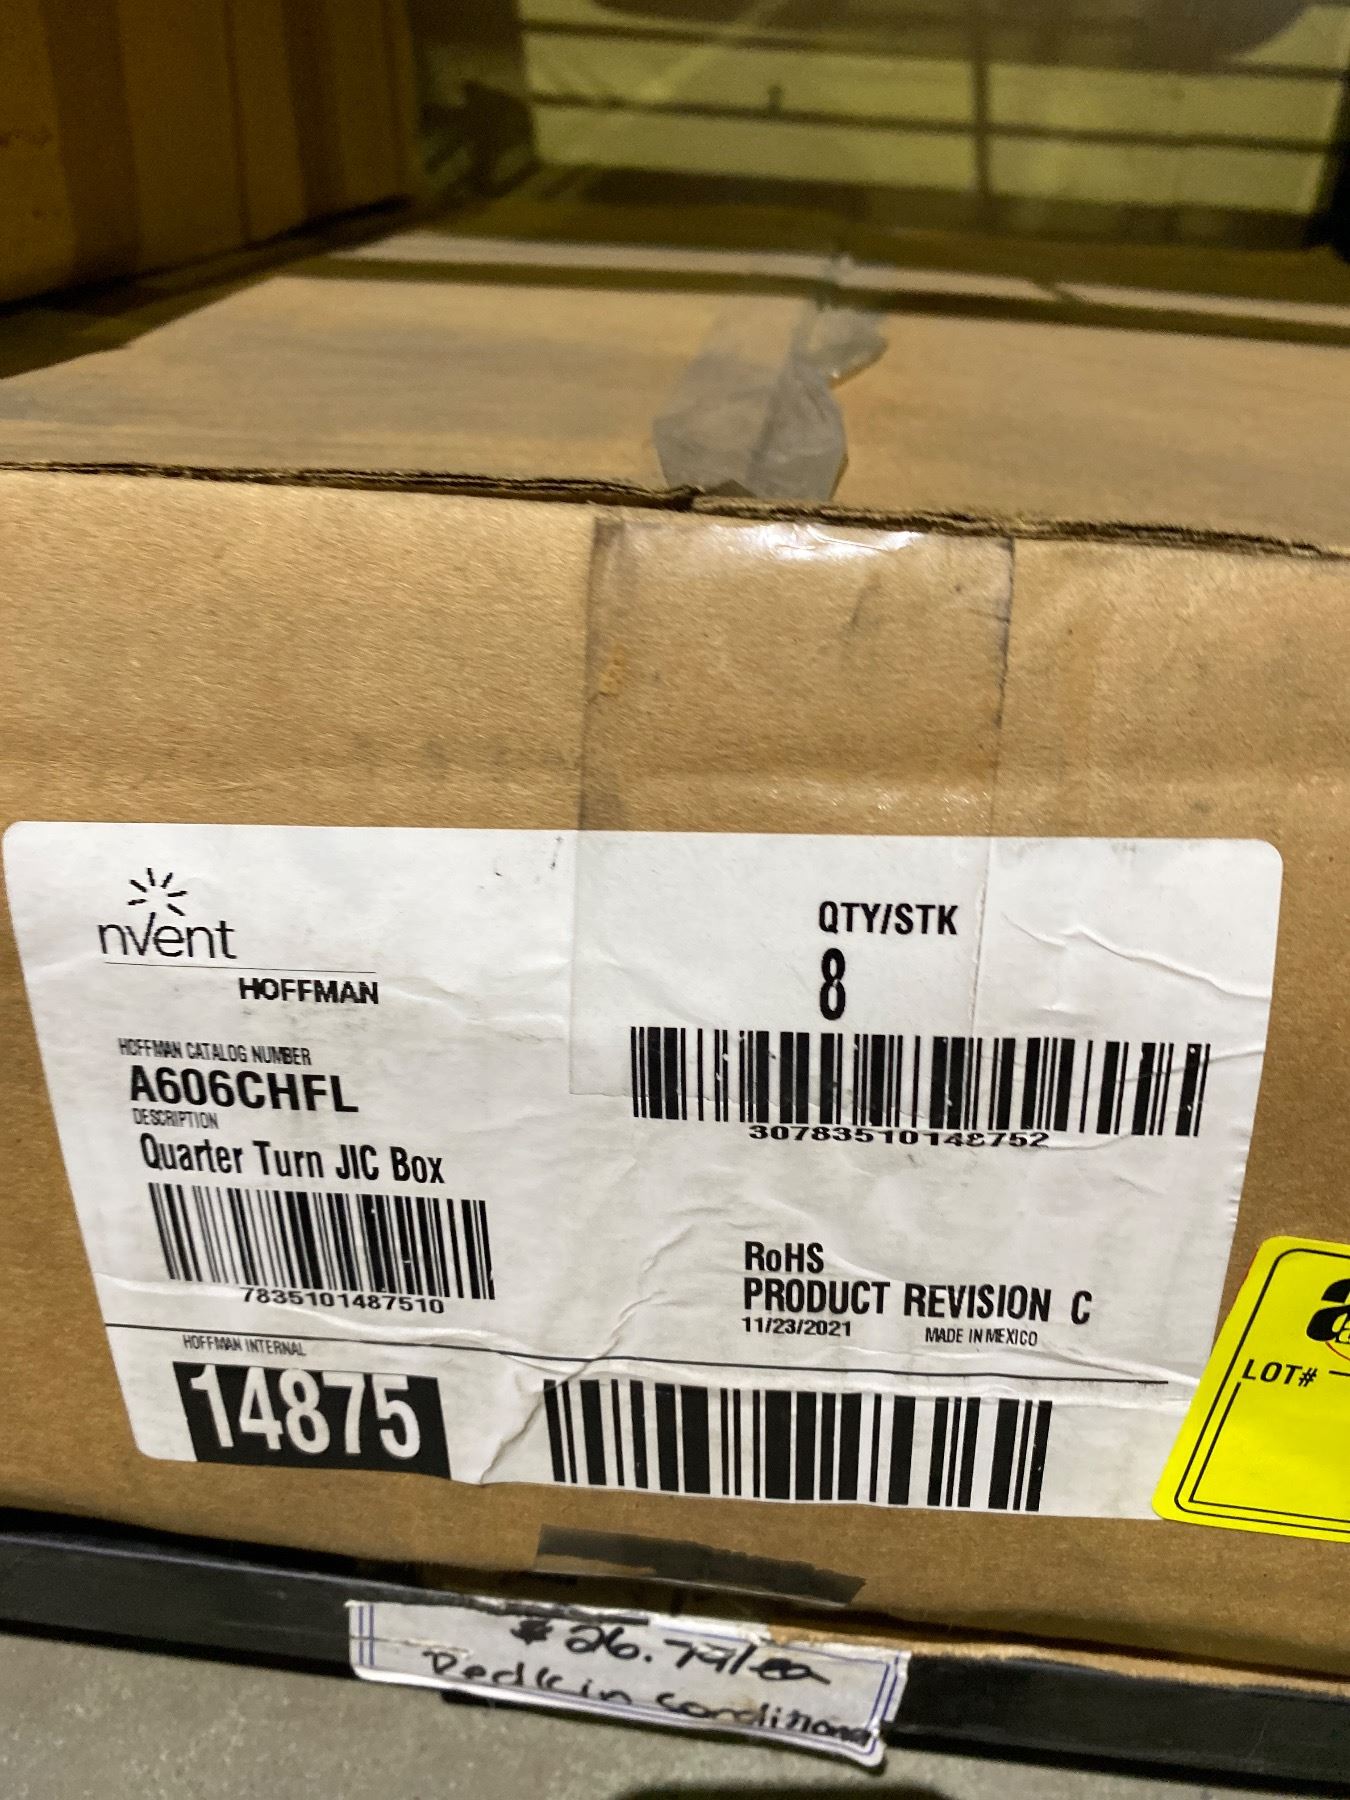 nVent
HOFFMAN
HOFFMAN CATALOG NUMBER
A606CHFL
DESCRIPTION
Quarter Turn JIC Box
7835101487510
HOFFMAN INTERNAL
14875
QTY/STK
8
30783510148752
RoHS
PRODUCT REVISION C
11/23/2021 MADE IN MEXICO
LOT#
$26.79/ea